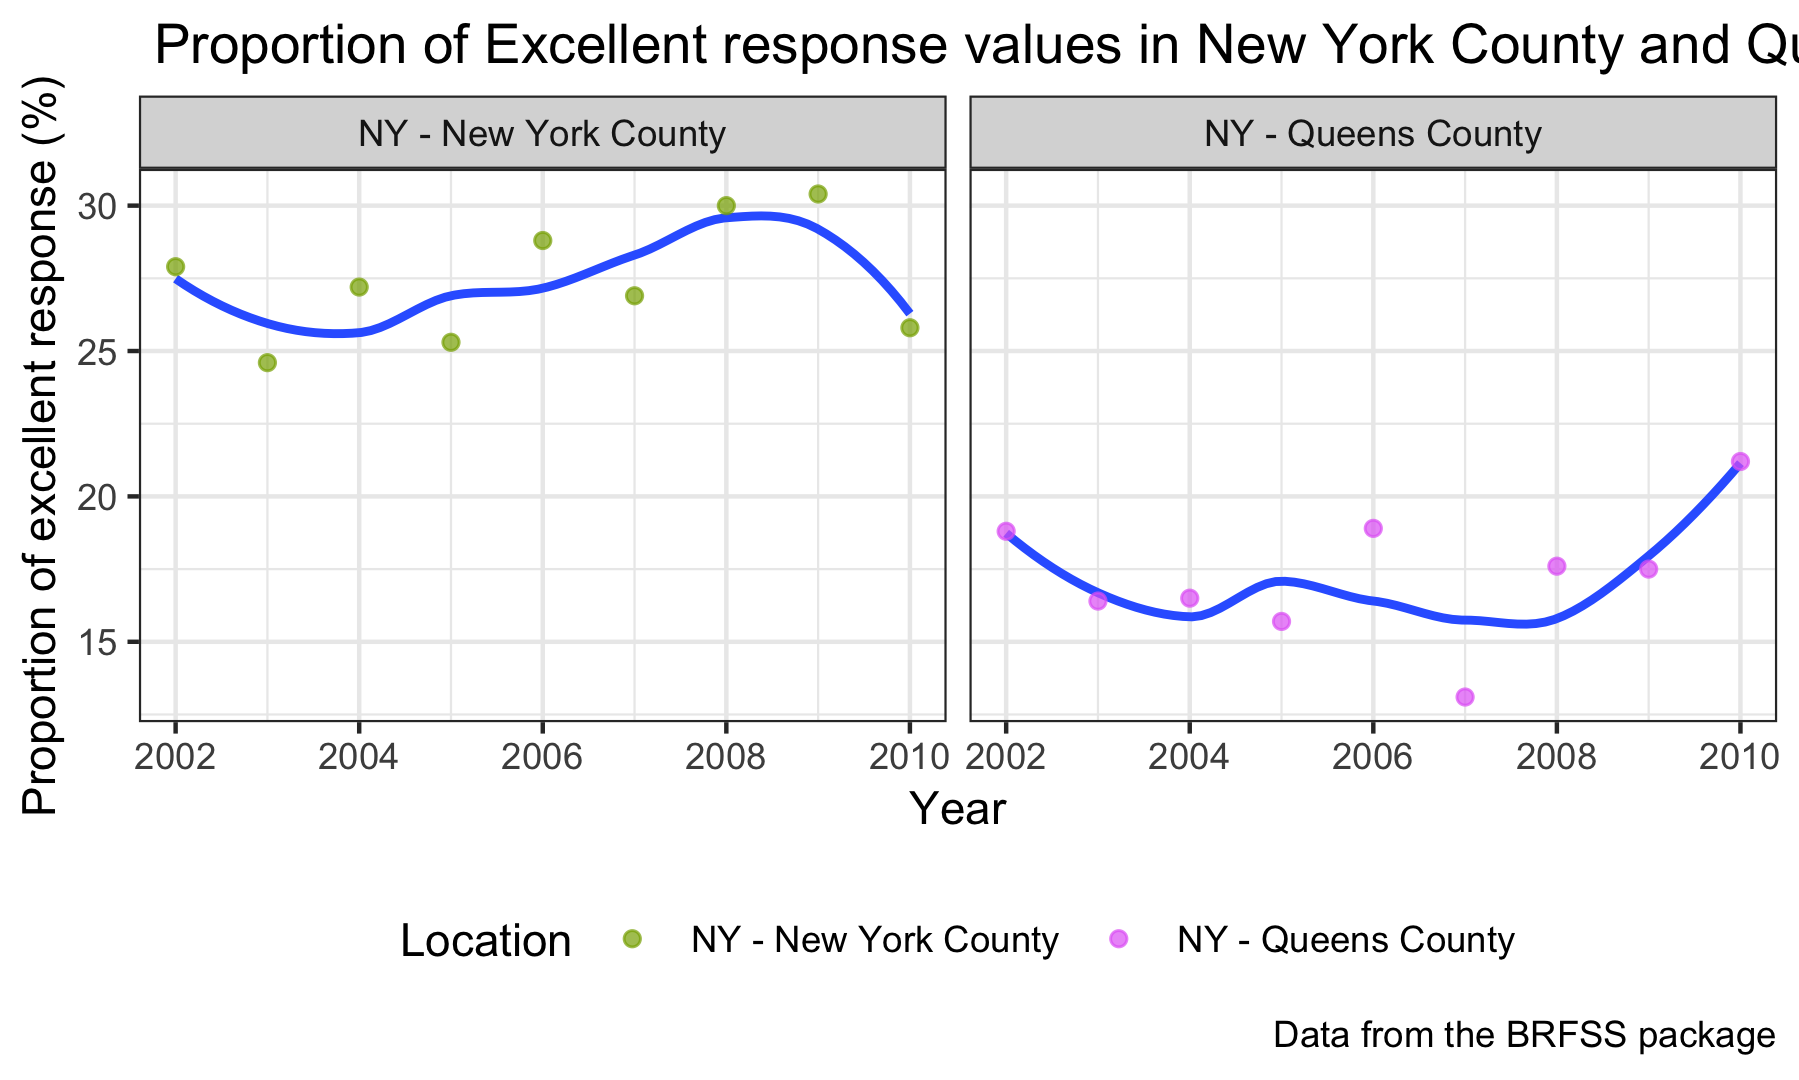 Proportion of Excellent response values in New York County and
NY - New York County
NY - Queens County
Proportion of excellent response (%)
30
25
20
15
2002
2004
2006
2008
2010
2002
2004
2006
2008
2010
Year
Location
NY - New York County
NY - Queens County
Data from the BRFSS package